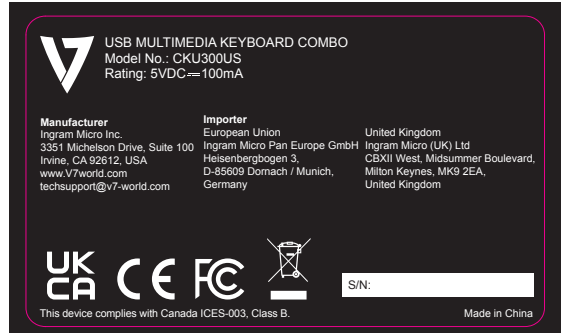 V7
USB MULTIMEDIA KEYBOARD COMBO
Model No.: CKU300US
Rating: 5VDC⎓100mA
Manufacturer
Ingram Micro Inc.
3351 Michelson Drive, Suite 100
Irvine, CA 92612, USA
www.V7world.com
techsupport@v7-world.com
Importer
European Union
Ingram Micro Pan Europe GmbH
Heisenbergbogen 3,
D-85609 Dornach / Munich,
Germany
United Kingdom
Ingram Micro (UK) Ltd
CBXII West, Midsummer Boulevard,
Milton Keynes, MK9 2EA,
United Kingdom
UK
CA
CE
FC
S/N:
This device complies with Canada ICES-003, Class B.
Made in China